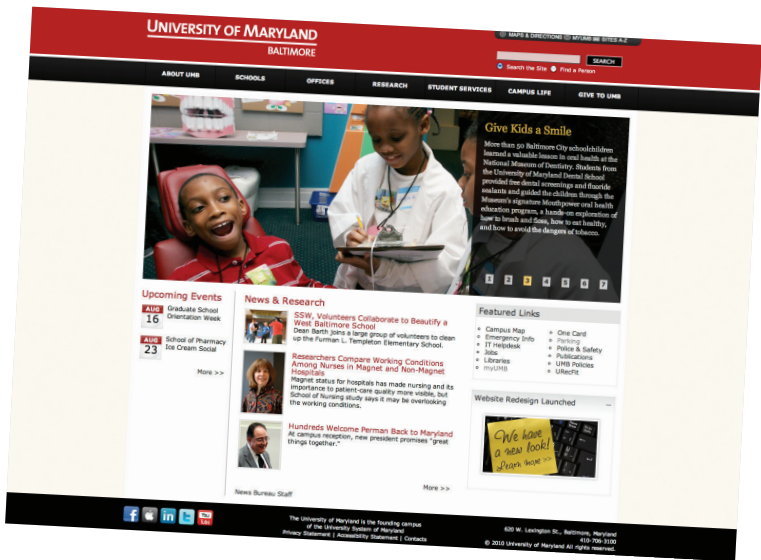 UNIVERSITY OF MARYLAND
BALTIMORE
MAPS & DIRECTIONS
MYUMB
SITES A-Z
SEARCH
Search the Site
Find a Person
ABOUT UMB
SCHOOLS
OFFICES
RESEARCH
STUDENT SERVICES
CAMPUS LIFE
GIVE TO UMB
Give Kids a Smile
More than 50 Baltimore City schoolchildren
learned a valuable lesson in oral health at the
National Museum of Dentistry. Students from
the University of Maryland Dental School
provided free dental screenings and fluoride
sealants and guided the children through the
Museum's signature Mouthpower oral health
education program, a hands-on exploration of
how to brush and floss, how to eat healthy,
and how to avoid the dangers of tobacco.
1 2 3 4 5 6 7
Upcoming Events
AUG
16
Graduate School
Orientation Week
AUG
23
School of Pharmacy
Ice Cream Social
More >>
News & Research
SSW, Volunteers Collaborate to Beautify a
West Baltimore School
Dean Barth joins a large group of volunteers to clean
up the Furman L. Templeton Elementary School.
Researchers Compare Working Conditions
Among Nurses in Magnet and Non-Magnet
Hospitals
Magnet status for hospitals has made nursing and its
importance to patient-care quality more visible, but
School of Nursing study says it may be overlooking
the working conditions.
Hundreds Welcome Perman Back to Maryland
At campus reception, new president promises "great
things together."
News Bureau Staff
More >>
Featured Links
Campus Map
Emergency Info
IT Helpdesk
Jobs
Libraries
myUMB
One Card
Parking
Police & Safety
Publications
UMB Policies
URecFit
Website Redesign Launched
We have
a new look!
Learn more >>
You
Tube
The University of Maryland is the founding campus
of the University System of Maryland
Privacy Statement | Accessibility Statement | Contacts
620 W. Lexington St., Baltimore, Maryland
410-706-3100
© 2010 University of Maryland All rights reserved.